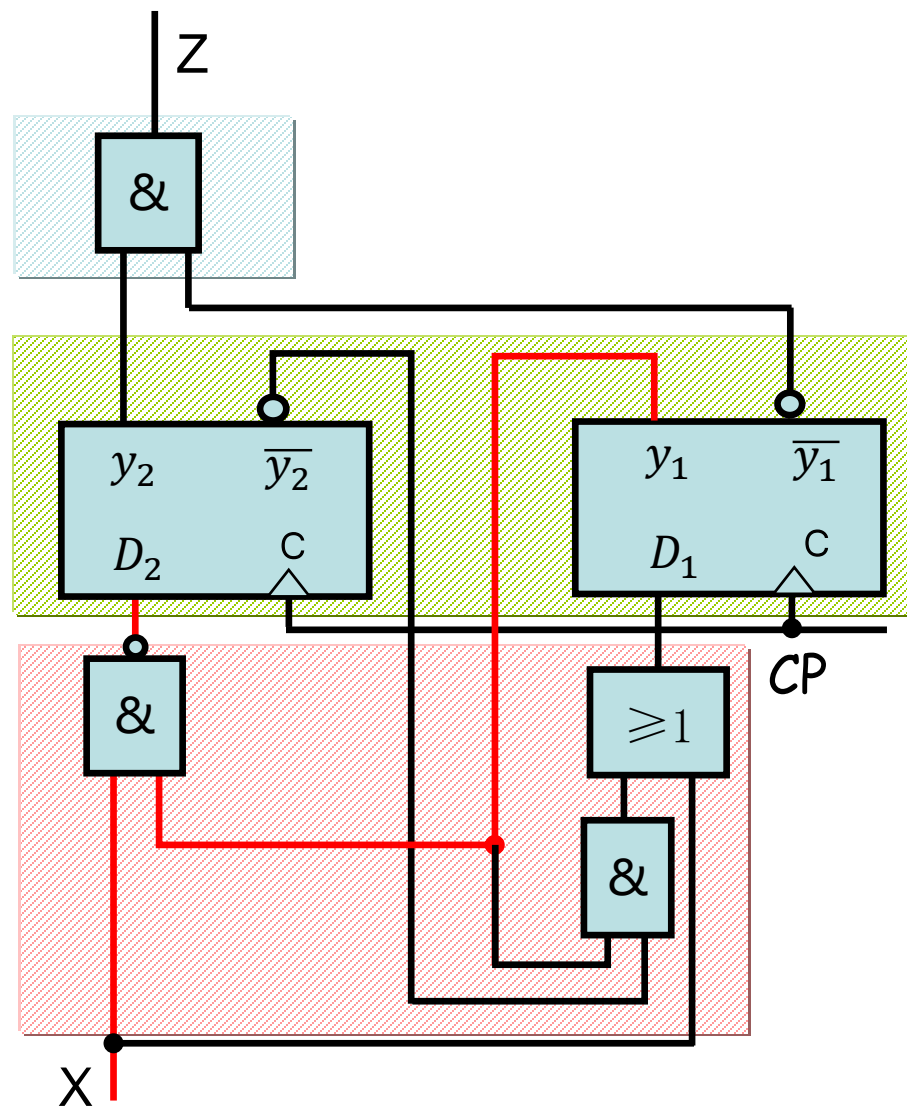 Z
&
y₂ y̅₂ y₁ y̅₁
D₂ C D₁ C
CP
& ≥1
&
X